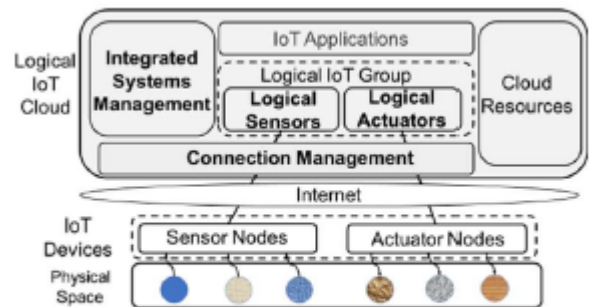 Logical
IoT
Cloud
Integrated
Systems
Management
IoT Applications
Logical IoT Group
Logical
Sensors
Logical
Actuators
Cloud
Resources
Connection Management
Internet
IoT
Devices
Sensor Nodes
Actuator Nodes
Physical
Space